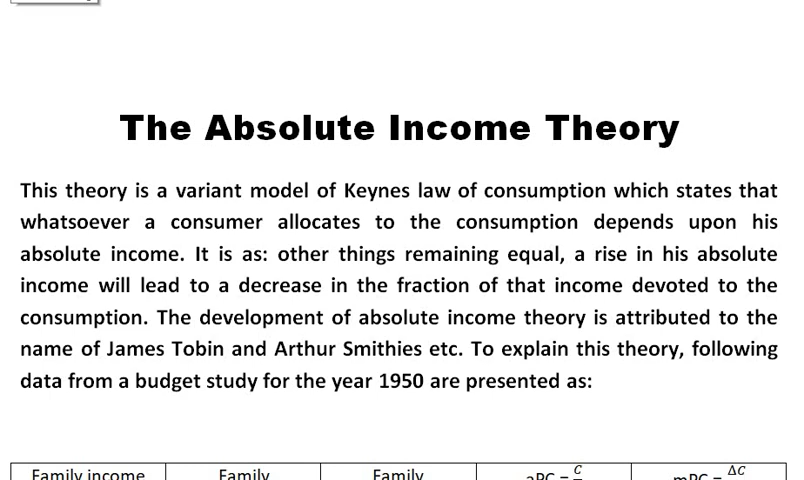 The Absolute Income Theory
This theory is a variant model of Keynes law of consumption which states that
whatsoever a consumer allocates to the consumption depends upon his
absolute income. It is as: other things remaining equal, a rise in his absolute
income will lead to a decrease in the fraction of that income devoted to the
consumption. The development of absolute income theory is attributed to the
name of James Tobin and Arthur Smithies etc. To explain this theory, following
data from a budget study for the year 1950 are presented as:
Family income Family Family aPC = C mPC = ΔC